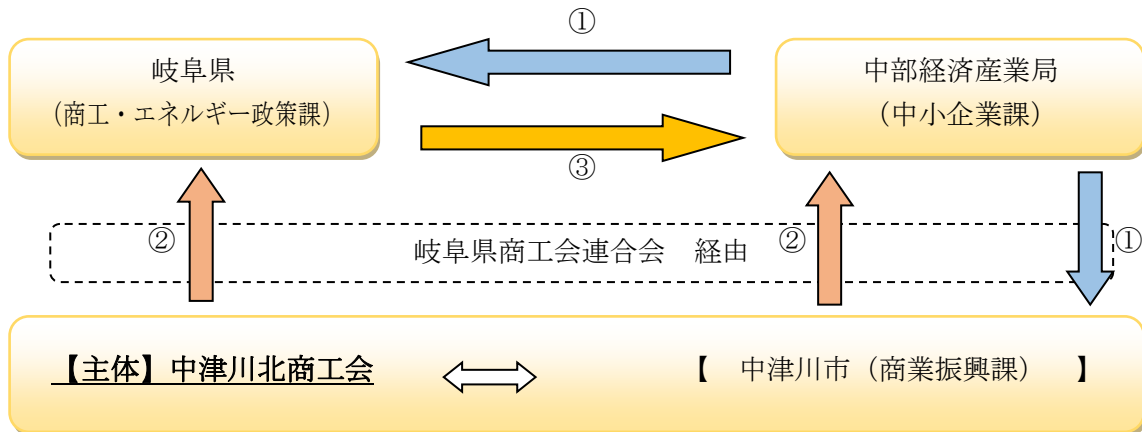 ①
岐阜県
（商工・エネルギー政策課）
中部経済産業局
（中小企業課）
③
②
岐阜県商工会連合会　経由
②
①
【主体】中津川北商工会
【　中津川市（商業振興課）　】